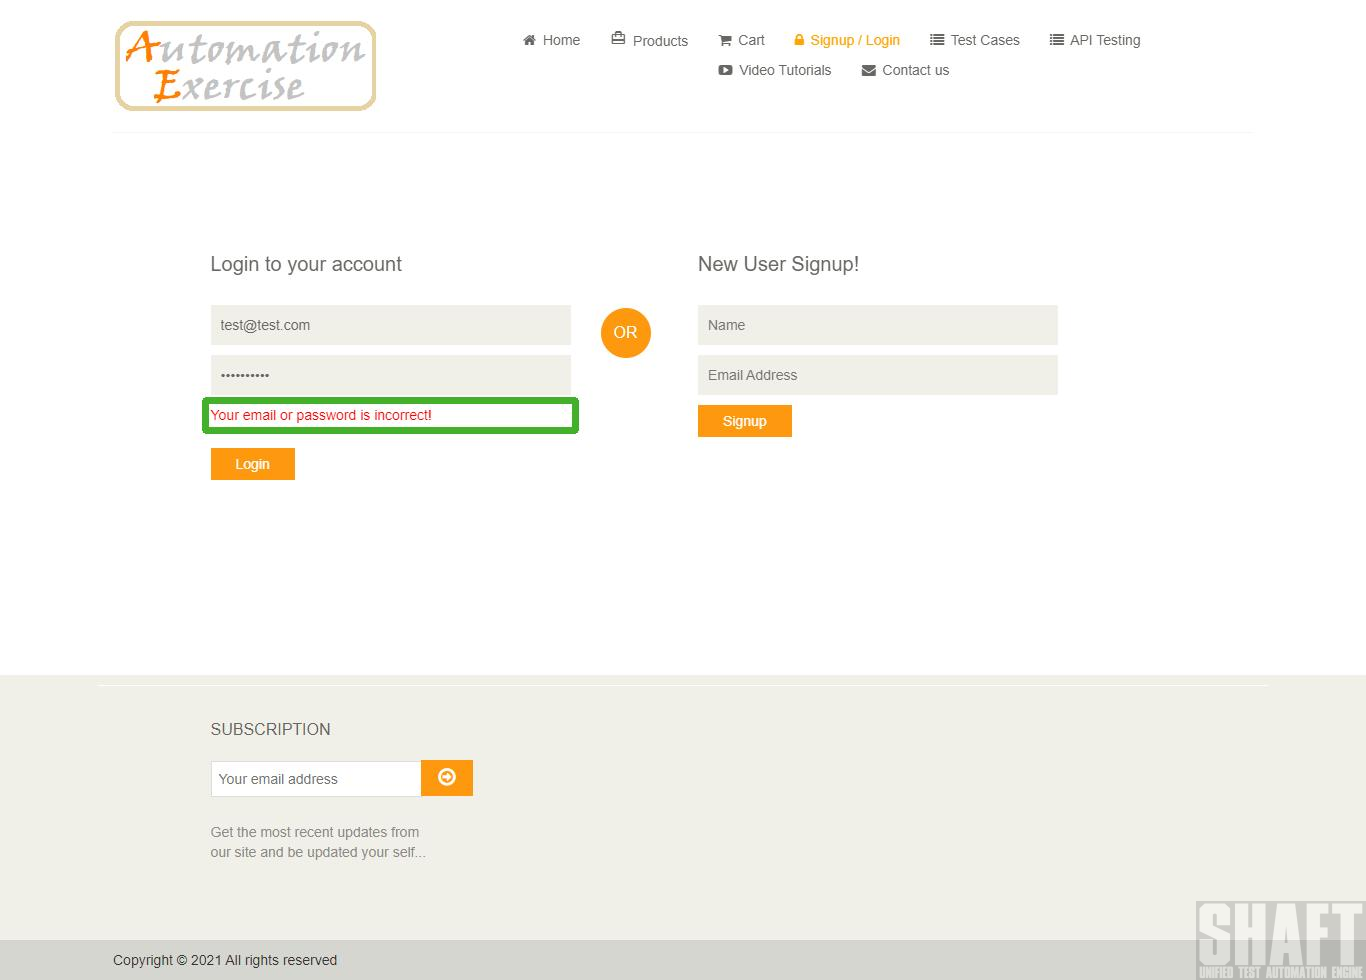 Automation
Exercise
Home
Products
Cart
Signup / Login
Test Cases
API Testing
Video Tutorials
Contact us
Login to your account
test@test.com
••••••••••
Your email or password is incorrect!
Login
OR
New User Signup!
Name
Email Address
Signup
SUBSCRIPTION
Your email address
Get the most recent updates from
our site and be updated your self...
Copyright © 2021 All rights reserved
SHAFT
UNIFIED TEST AUTOMATION ENGINE